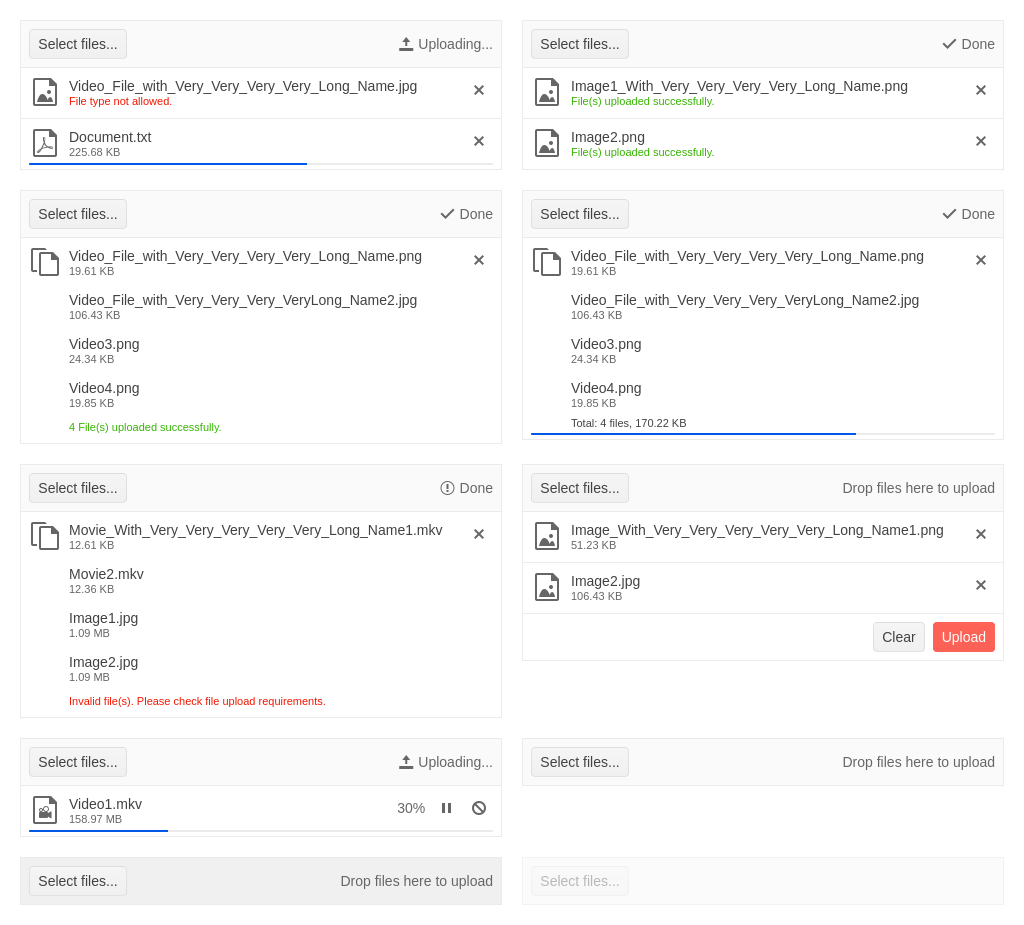 Select files...
Uploading...
Video_File_with_Very_Very_Very_Very_Long_Name.jpg
File type not allowed.
Document.txt
225.68 KB
Select files...
Done
Image1_With_Very_Very_Very_Very_Long_Name.png
File(s) uploaded successfully.
Image2.png
File(s) uploaded successfully.
Select files...
Done
Video_File_with_Very_Very_Very_Very_Long_Name.png
19.61 KB
Video_File_with_Very_Very_Very_VeryLong_Name2.jpg
106.43 KB
Video3.png
24.34 KB
Video4.png
19.85 KB
4 File(s) uploaded successfully.
Select files...
Done
Video_File_with_Very_Very_Very_Very_Long_Name.png
19.61 KB
Video_File_with_Very_Very_Very_VeryLong_Name2.jpg
106.43 KB
Video3.png
24.34 KB
Video4.png
19.85 KB
Total: 4 files, 170.22 KB
Select files...
Done
Movie_With_Very_Very_Very_Very_Very_Long_Name1.mkv
12.61 KB
Movie2.mkv
12.36 KB
Image1.jpg
1.09 MB
Image2.jpg
1.09 MB
Invalid file(s). Please check file upload requirements.
Select files...
Drop files here to upload
Image_With_Very_Very_Very_Very_Very_Long_Name1.png
51.23 KB
Image2.jpg
106.43 KB
Clear
Upload
Select files...
Uploading...
Video1.mkv
30%
158.97 MB
Select files...
Drop files here to upload
Select files...
Drop files here to upload
Select files...